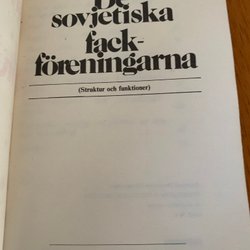 De
sovjetiska
fack-
föreningarna
(Struktur och funktioner)